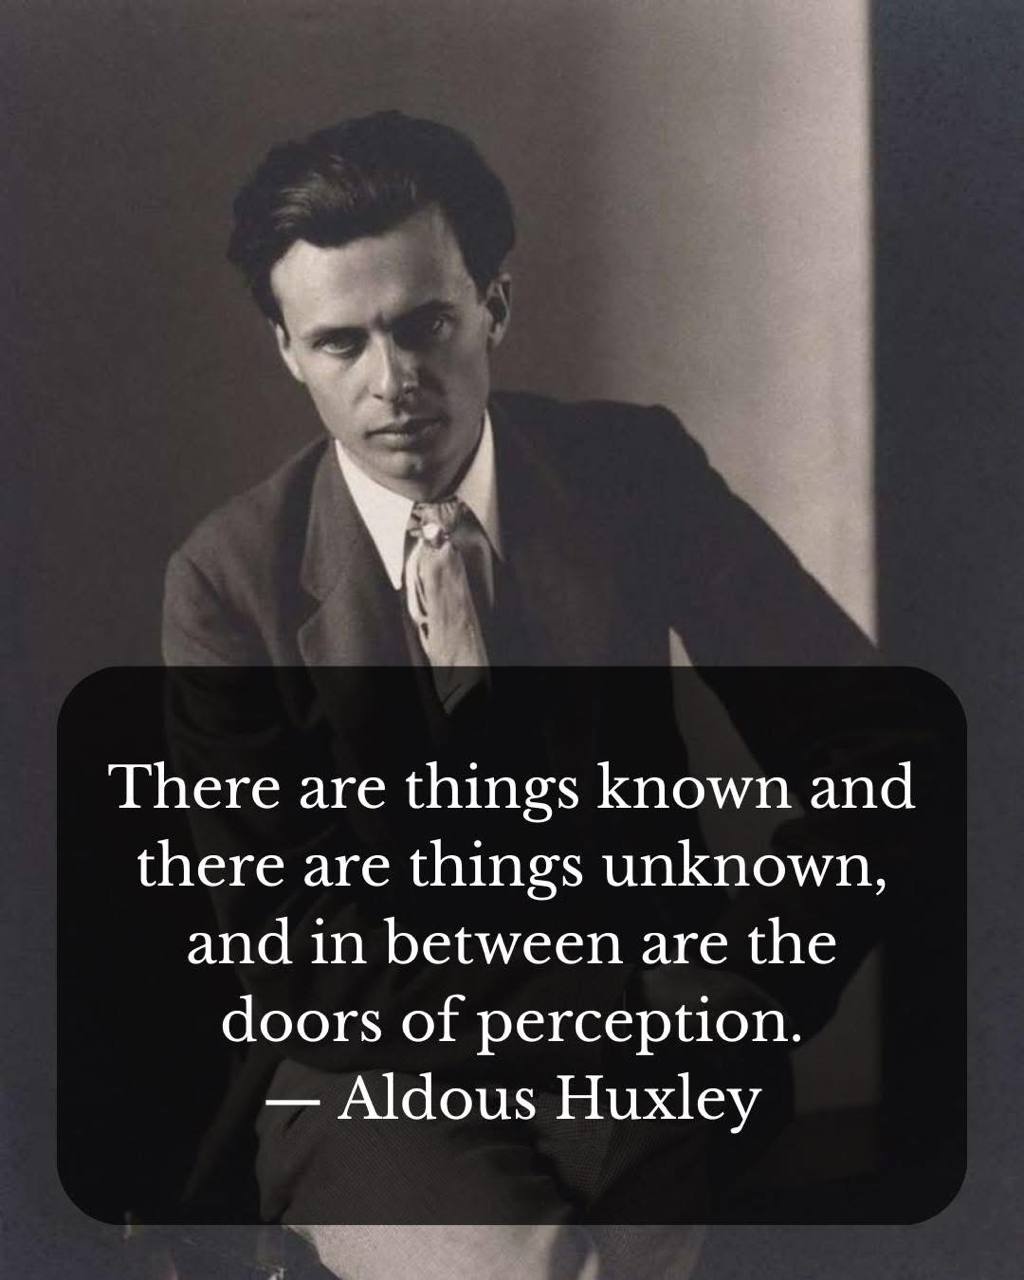 There are things known and
there are things unknown,
and in between are the
doors of perception.
— Aldous Huxley